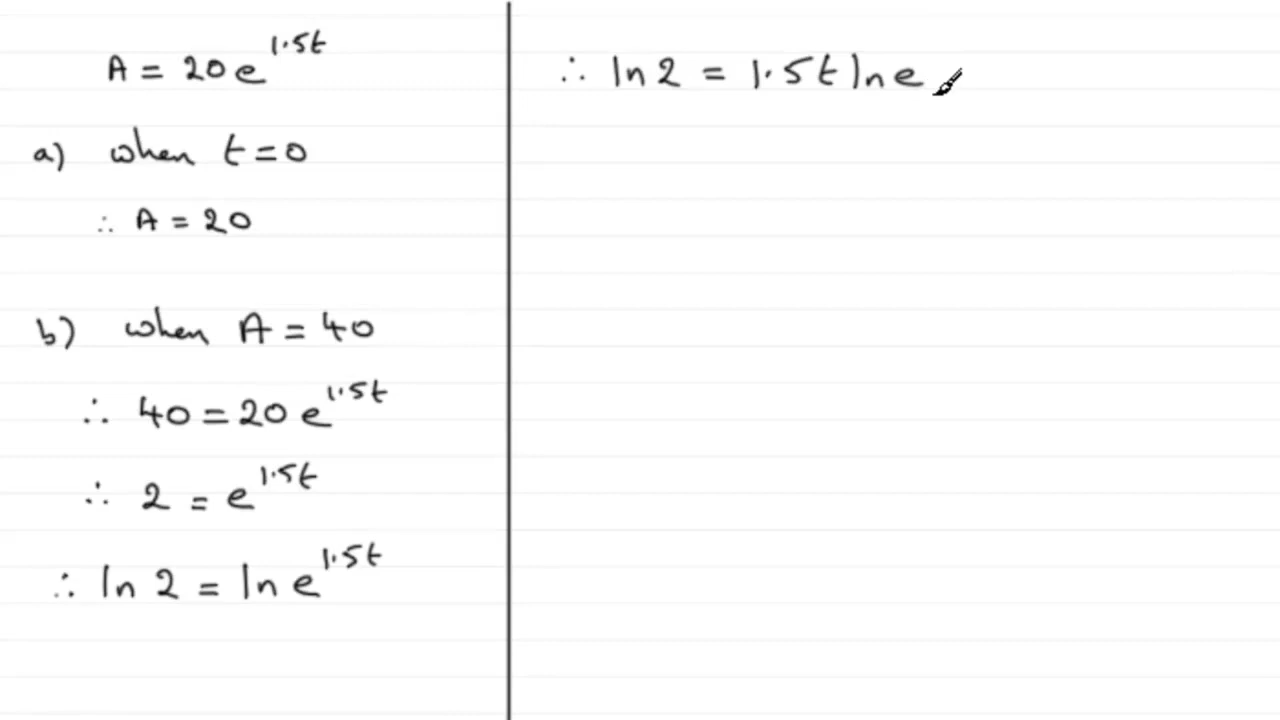 A = 20e^{1.5t}
a) when t = 0
∴ A = 20
b) when A = 40
∴ 40 = 20e^{1.5t}
∴ 2 = e^{1.5t}
∴ ln 2 = ln e^{1.5t}
∴ ln 2 = 1.5t ln e